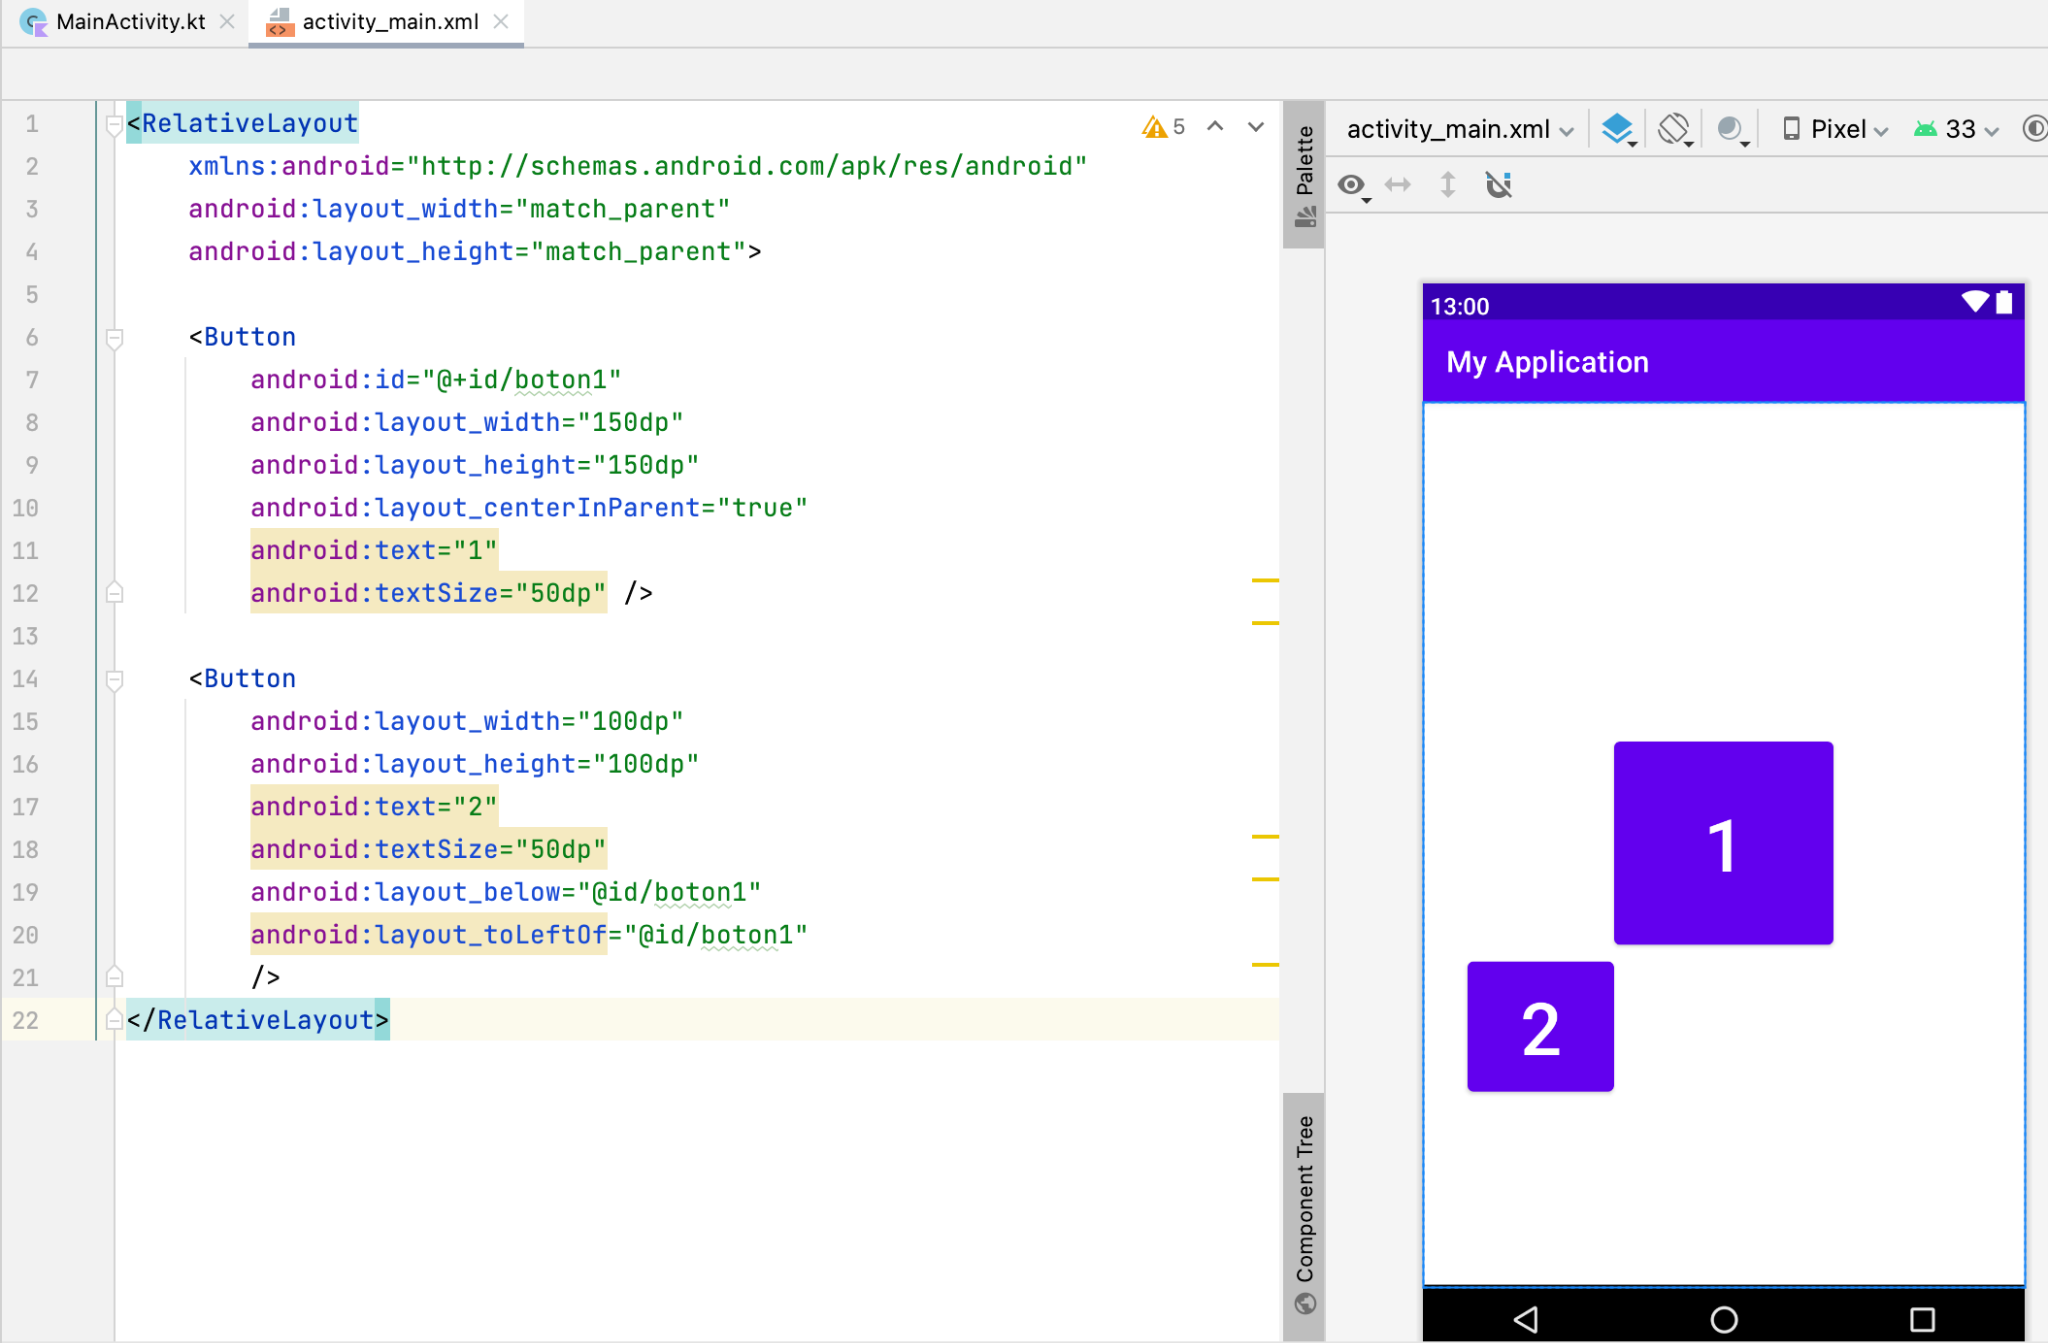 MainActivity.kt
activity_main.xml
1 <RelativeLayout
2 xmlns:android="http://schemas.android.com/apk/res/android"
3 android:layout_width="match_parent"
4 android:layout_height="match_parent">
5
6 <Button
7 android:id="@+id/boton1"
8 android:layout_width="150dp"
9 android:layout_height="150dp"
10 android:layout_centerInParent="true"
11 android:text="1"
12 android:textSize="50dp" />
13
14 <Button
15 android:layout_width="100dp"
16 android:layout_height="100dp"
17 android:text="2"
18 android:textSize="50dp"
19 android:layout_below="@id/boton1"
20 android:layout_toLeftOf="@id/boton1"
21 />
22 </RelativeLayout>
5
Palette
Component Tree
activity_main.xml
Pixel
33
13:00
My Application
1
2